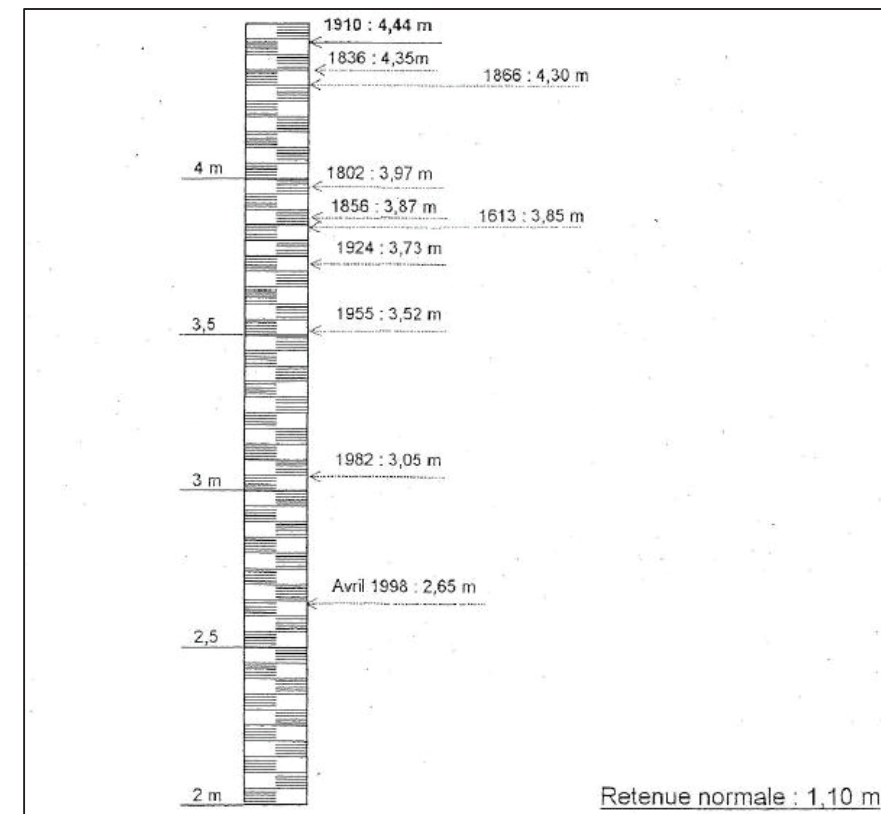 1910 : 4,44 m
1836 : 4,35m
1866 : 4,30 m
4 m
1802 : 3,97 m
1856 : 3,87 m
1613 : 3,85 m
1924 : 3,73 m
1955 : 3,52 m
3,5
1982 : 3,05 m
3 m
Avril 1998 : 2,65 m
2,5
2 m
Retenue normale : 1,10 m